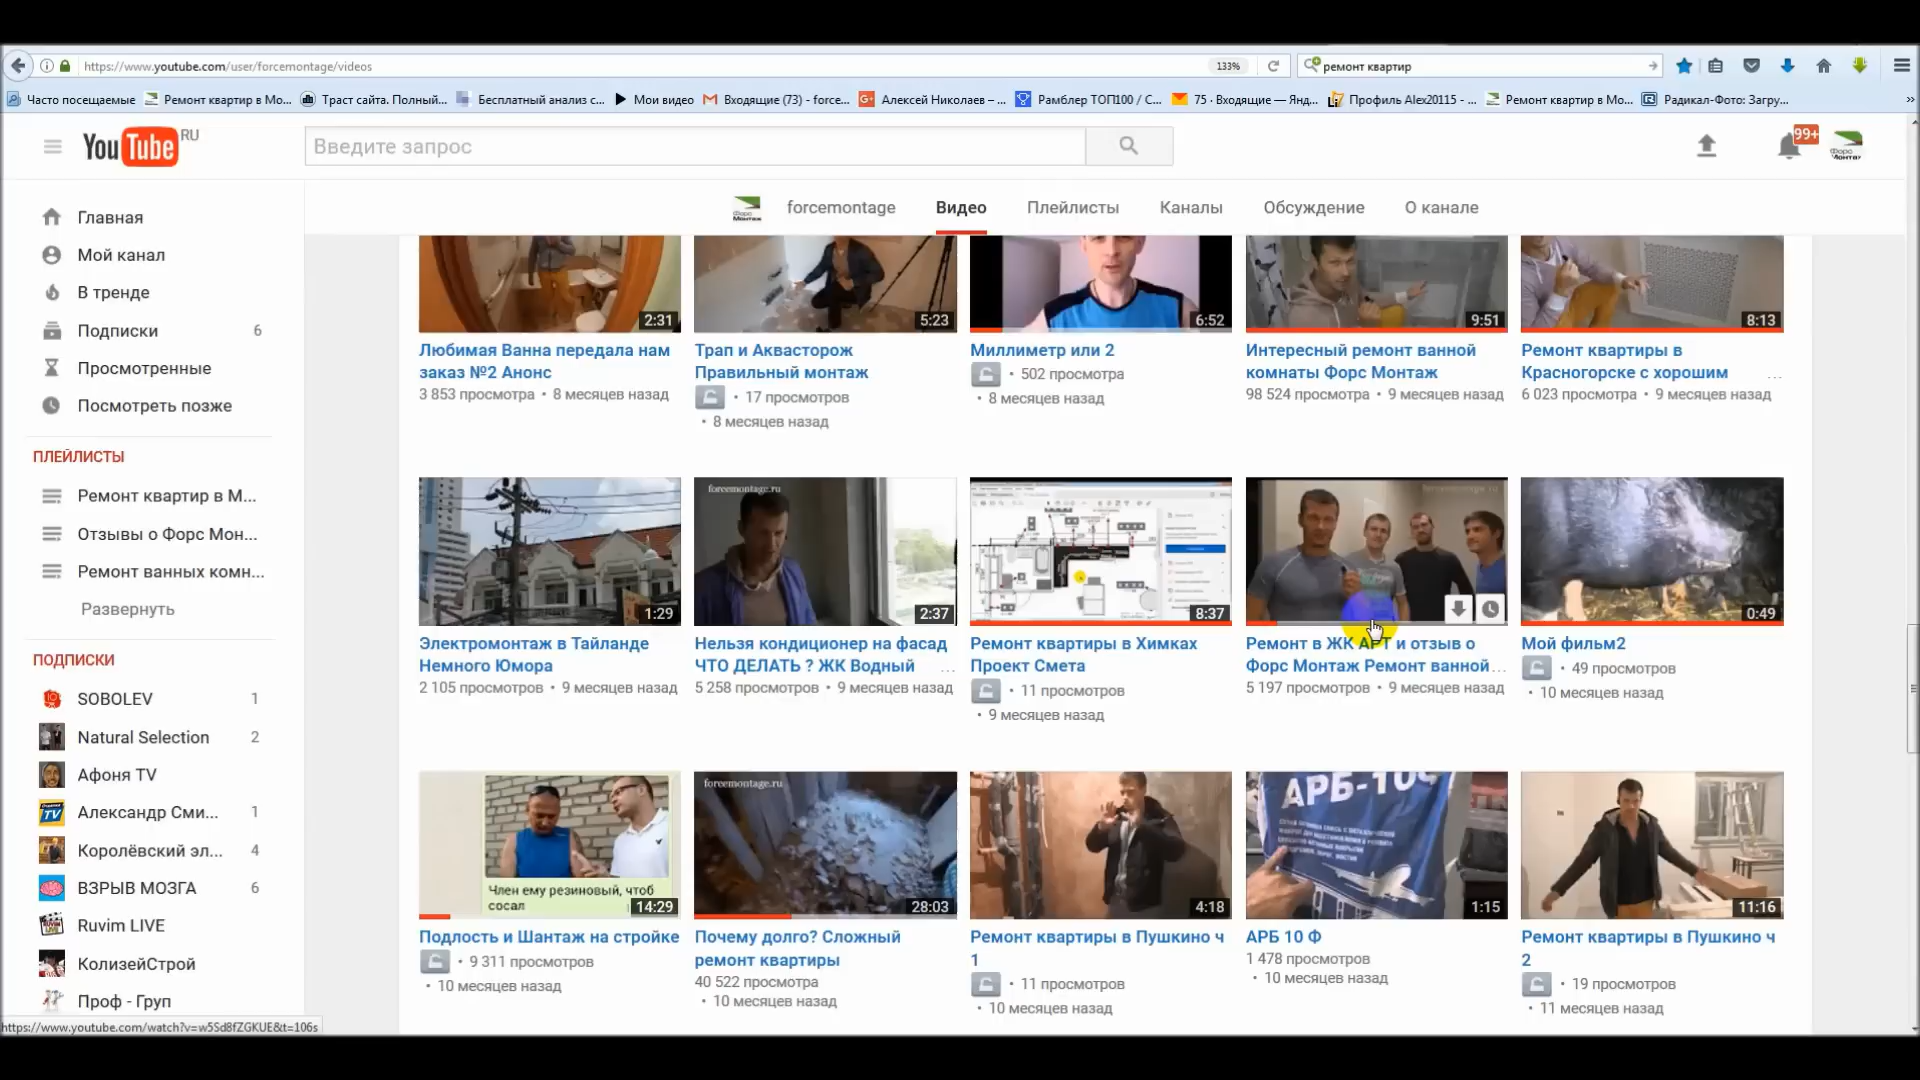 https://www.youtube.com/user/forcemontage/videos
133%
ремонт квартир
Часто посещаемые
Ремонт квартир в Мо...
Траст сайта. Полный...
Бесплатный анализ с...
Мои видео
Входящие (73) - force...
Алексей Николаев – ...
Рамблер ТОП100 / С...
75 · Входящие — Янд...
Профиль Alex20115 - ...
Ремонт квартир в Мо...
Радикал-Фото: Загру...
YouTube RU
Введите запрос
99+
forcemontage
Видео
Плейлисты
Каналы
Обсуждение
О канале
Главная
Мой канал
В тренде
Подписки 6
Просмотренные
Посмотреть позже
ПЛЕЙЛИСТЫ
Ремонт квартир в М...
Отзывы о Форс Мон...
Ремонт ванных комн...
Развернуть
ПОДПИСКИ
SOBOLEV 1
Natural Selection 2
Афоня TV
Александр Сми... 1
Королёвский эл... 4
ВЗРЫВ МОЗГА 6
Ruvim LIVE
КолизейСтрой
Проф - Груп
2:31
Любимая Ванна передала нам
заказ №2 Анонс
3 853 просмотра • 8 месяцев назад
5:23
Трап и Аквасторож
Правильный монтаж
• 17 просмотров
• 8 месяцев назад
6:52
Миллиметр или 2
• 502 просмотра
• 8 месяцев назад
9:51
Интересный ремонт ванной
комнаты Форс Монтаж
98 524 просмотра • 9 месяцев назад
8:13
Ремонт квартиры в
Красногорске с хорошим ...
6 023 просмотра • 9 месяцев назад
1:29
Электромонтаж в Тайланде
Немного Юмора
2 105 просмотров • 9 месяцев назад
forcemontage.ru
2:37
Нельзя кондиционер на фасад
ЧТО ДЕЛАТЬ ? ЖК Водный ...
5 258 просмотров • 9 месяцев назад
8:37
Ремонт квартиры в Химках
Проект Смета
• 11 просмотров
• 9 месяцев назад
forcemontage.ru
Ремонт в ЖК АРТ и отзыв о
Форс Монтаж Ремонт ванной...
5 197 просмотров • 9 месяцев назад
0:49
Мой фильм2
• 49 просмотров
• 10 месяцев назад
Член ему резиновый, чтоб
сосал
14:29
Подлость и Шантаж на стройке
• 9 311 просмотров
• 10 месяцев назад
forcemontage.ru
28:03
Почему долго? Сложный
ремонт квартиры
40 522 просмотра
• 10 месяцев назад
4:18
Ремонт квартиры в Пушкино ч
1
• 11 просмотров
• 10 месяцев назад
АРБ-10Ф
1:15
АРБ 10 Ф
1 478 просмотров
• 10 месяцев назад
11:16
Ремонт квартиры в Пушкино ч
2
• 19 просмотров
• 11 месяцев назад
https://www.youtube.com/watch?v=w5Sd8fZGKUE&t=106s